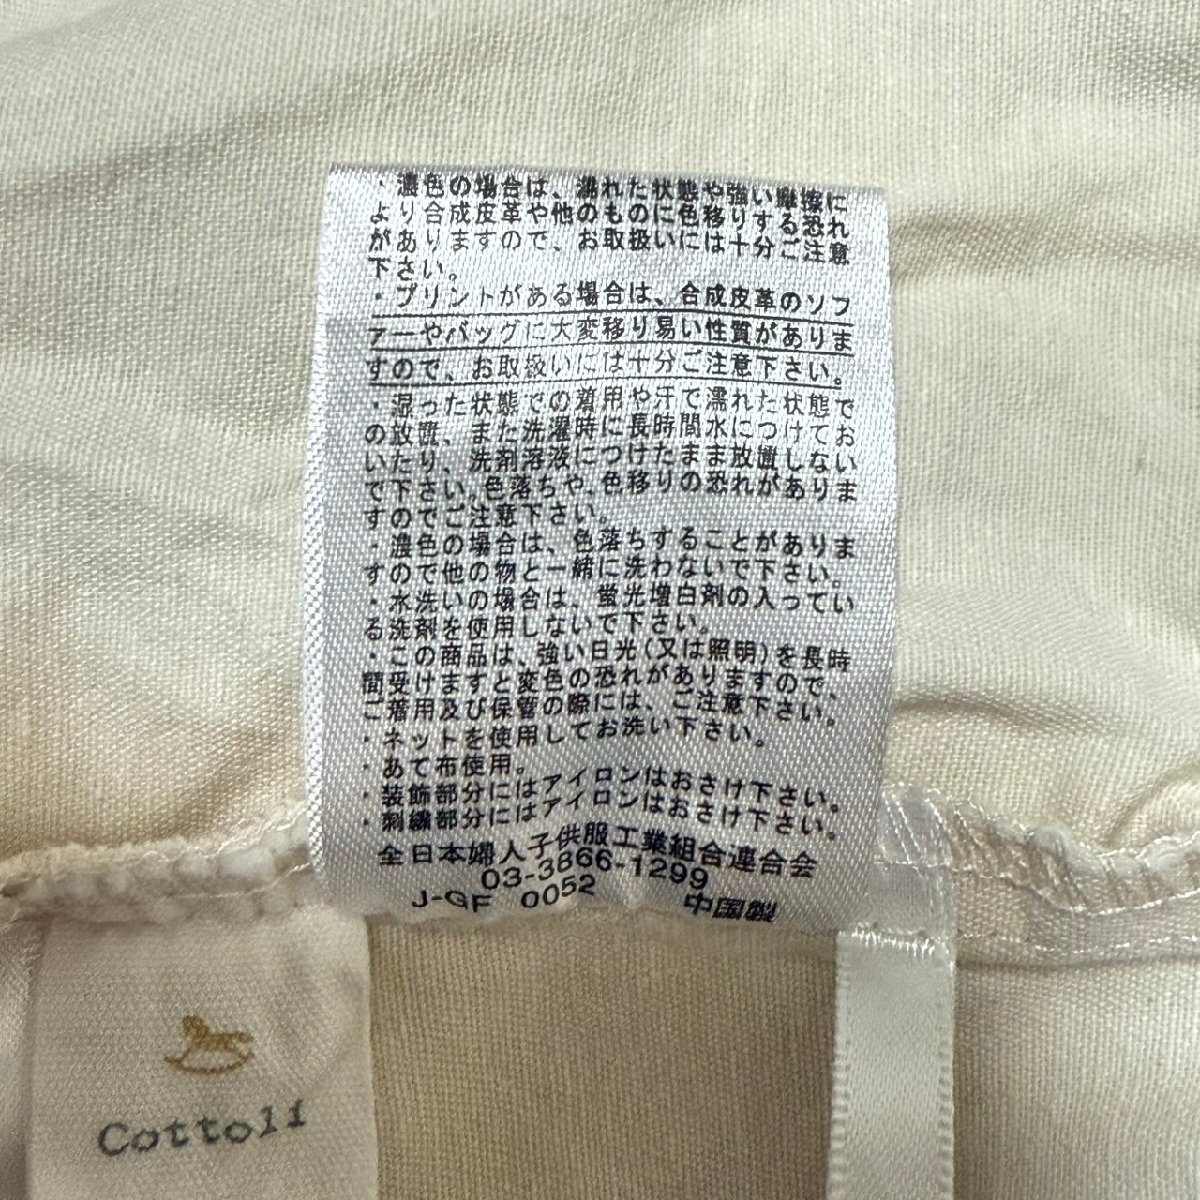 ・濃色の場合は、濡れた状態や強い摩擦に
より合成皮革や他のものに色移りする恐れ
がありますので、お取扱いには十分ご注意
下さい。
・プリントがある場合は、合成皮革のソフ
ァーやバッグに大変移り易い性質がありま
すので、お取扱いには十分ご注意下さい。
・湿った状態での着用や汗で濡れた状態で
の放置、また洗濯時に長時間水につけてお
いたり、洗剤溶液につけたまま放置しない
で下さい。色落ちや、色移りの恐れがありま
すのでご注意下さい。
・濃色の場合は、色落ちすることがありま
すので他の物と一緒に洗わないで下さい。
・水洗いの場合は、蛍光増白剤の入ってい
る洗剤を使用しないで下さい。
・この商品は、強い日光(又は照明)を長時
間受けますと変色の恐れがありますので、
ご着用及び保管の際には、ご注意下さい。
・ネットを使用してお洗い下さい。
・あて布使用。
・装飾部分にはアイロンはおさけ下さい。
・刺繍部分にはアイロンはおさけ下さい。
全日本婦人子供服工業組合連合会
03-3866-1299
J-GF 0052 中国製
Cottoli